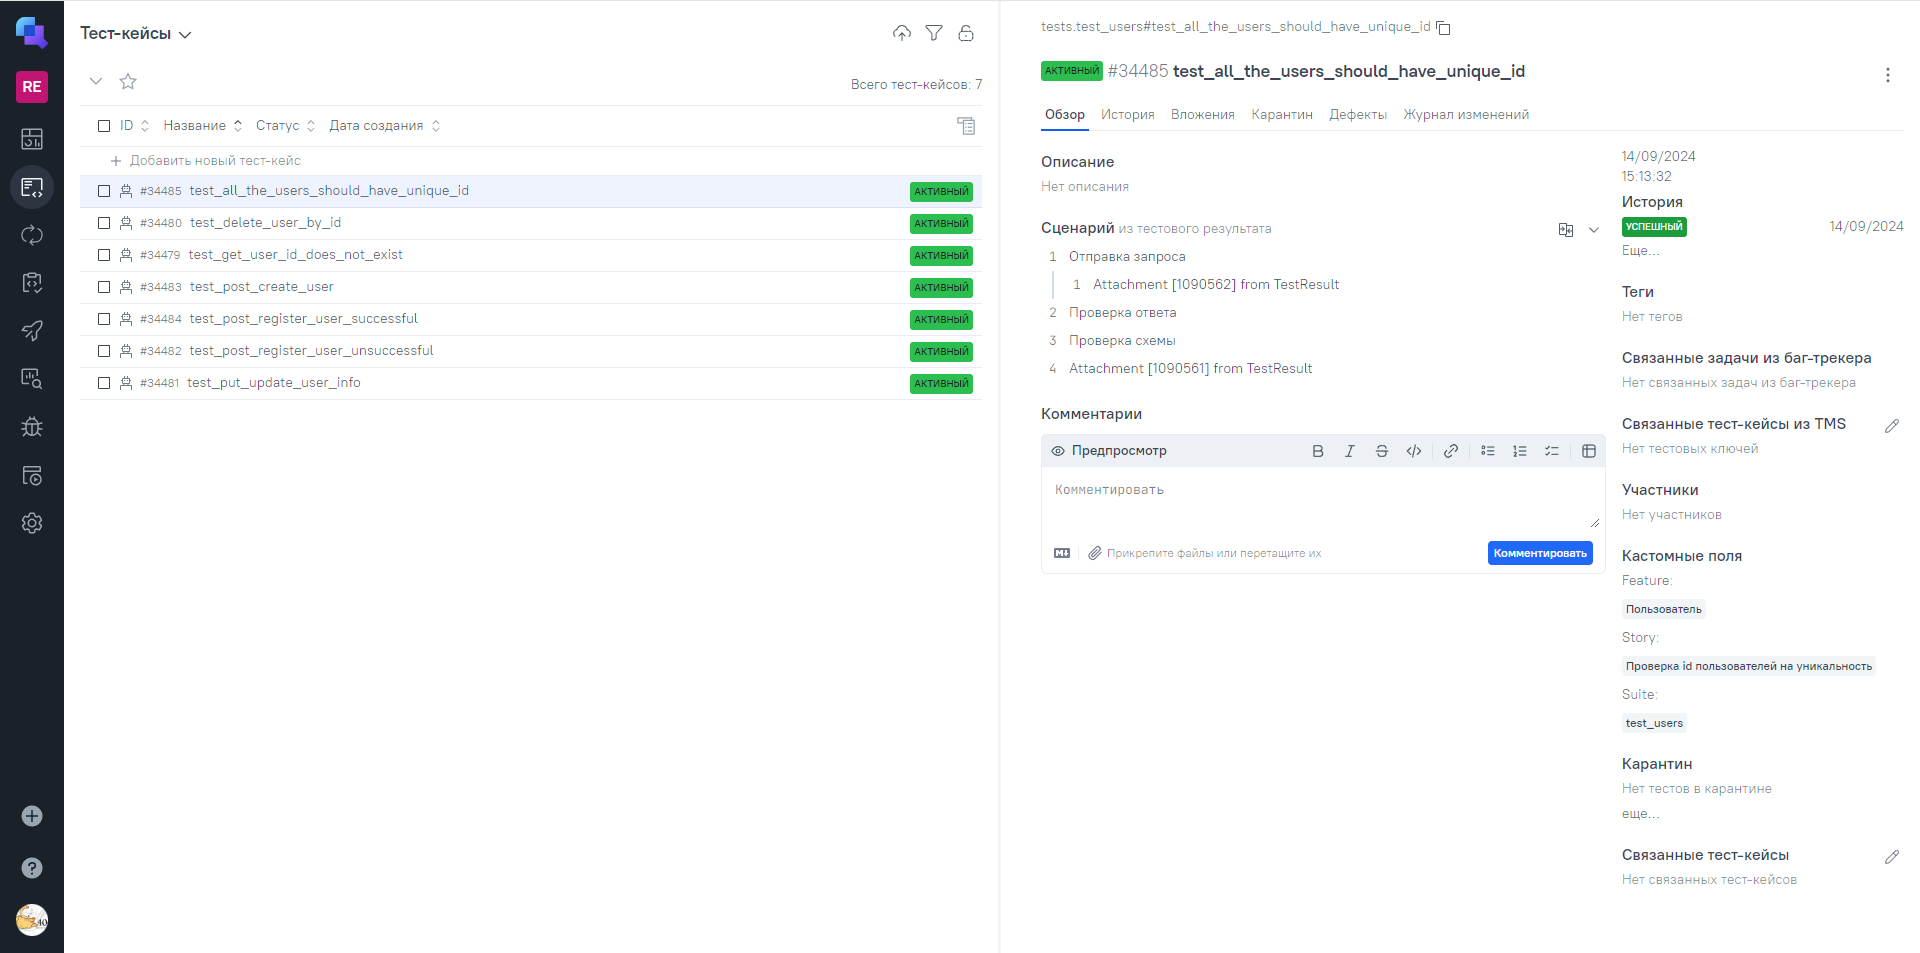 RE
Тест-кейсы
Всего тест-кейсов: 7
ID Название Статус Дата создания
Добавить новый тест-кейс
#34485 test_all_the_users_should_have_unique_id АКТИВНЫЙ
#34480 test_delete_user_by_id АКТИВНЫЙ
#34479 test_get_user_id_does_not_exist АКТИВНЫЙ
#34483 test_post_create_user АКТИВНЫЙ
#34484 test_post_register_user_successful АКТИВНЫЙ
#34482 test_post_register_user_unsuccessful АКТИВНЫЙ
#34481 test_put_update_user_info АКТИВНЫЙ
tests.test_users#test_all_the_users_should_have_unique_id
АКТИВНЫЙ #34485 test_all_the_users_should_have_unique_id
Обзор История Вложения Карантин Дефекты Журнал изменений
Описание
Нет описания
Сценарий из тестового результата
1 Отправка запроса
1 Attachment [1090562] from TestResult
2 Проверка ответа
3 Проверка схемы
4 Attachment [1090561] from TestResult
Комментарии
Предпросмотр
Комментировать
Прикрепите файлы или перетащите их
Комментировать
14/09/2024
15:13:32
История
УСПЕШНЫЙ 14/09/2024
Еще...
Теги
Нет тегов
Связанные задачи из баг-трекера
Нет связанных задач из баг-трекера
Связанные тест-кейсы из TMS
Нет тестовых ключей
Участники
Нет участников
Кастомные поля
Feature:
Пользователь
Story:
Проверка id пользователей на уникальность
Suite:
test_users
Карантин
Нет тестов в карантине
еще...
Связанные тест-кейсы
Нет связанных тест-кейсов